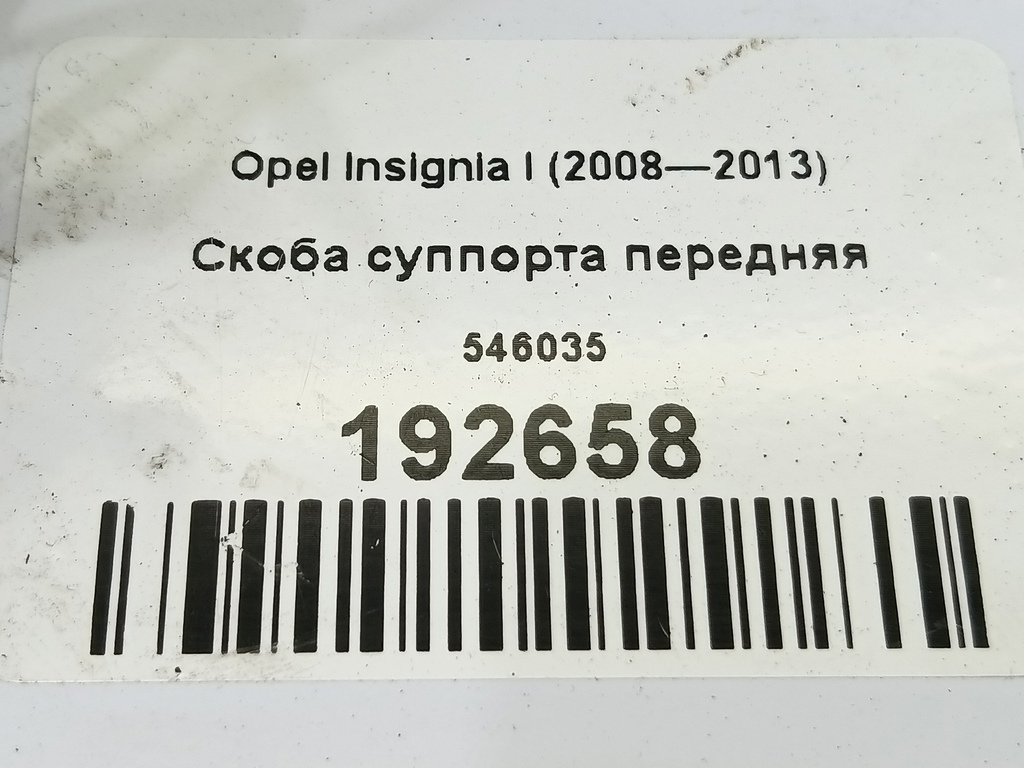 Opel Insignia I (2008—2013)
Скоба суппорта передняя
546035
192658